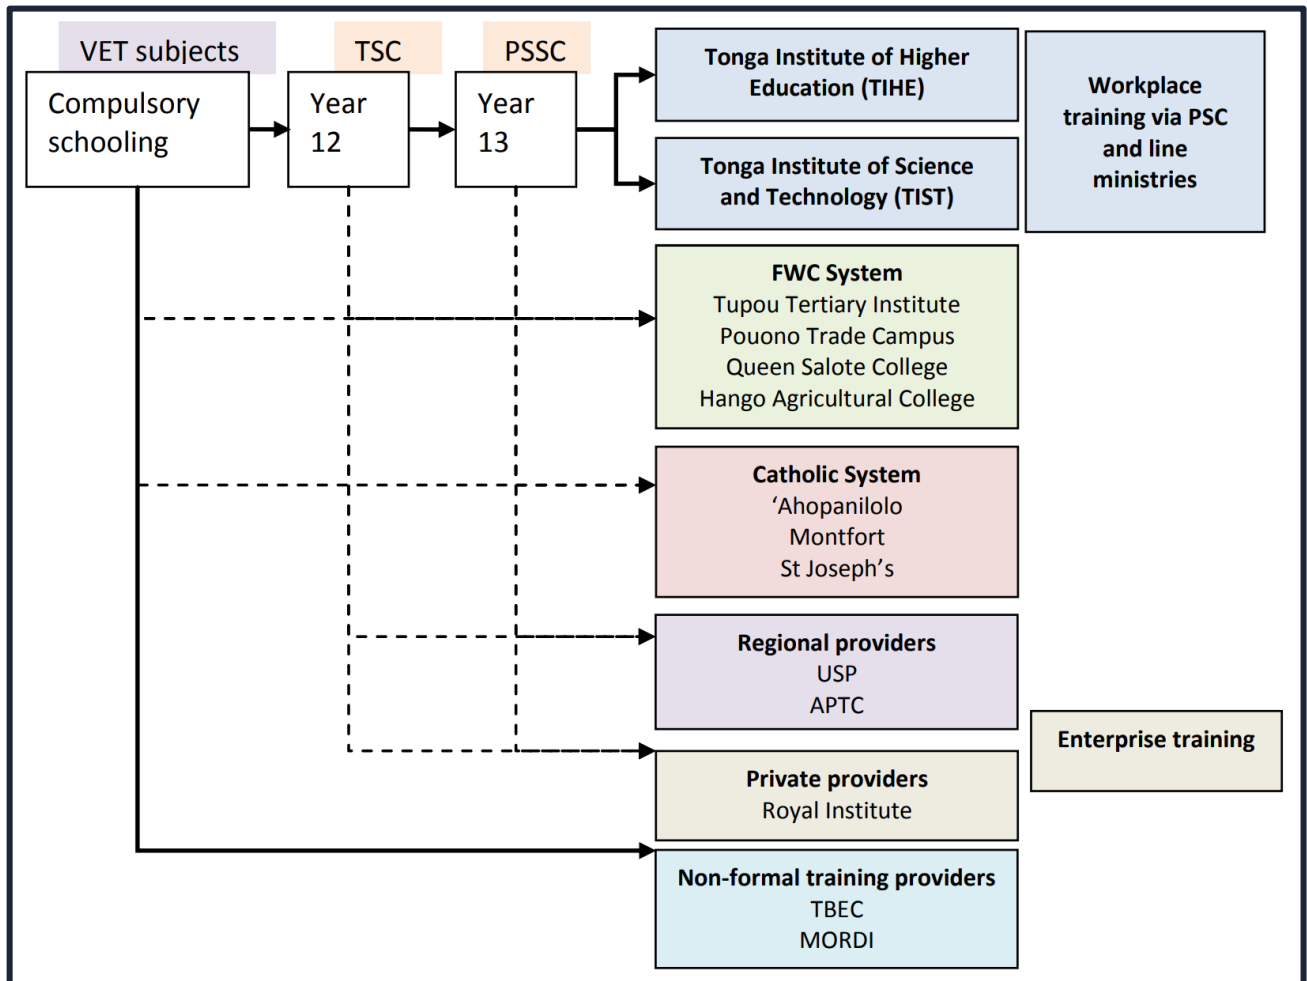 VET subjects
TSC
PSSC
Compulsory
schooling
Year
12
Year
13
Tonga Institute of Higher
Education (TIHE)
Tonga Institute of Science
and Technology (TIST)
Workplace
training via PSC
and line
ministries
FWC System
Tupou Tertiary Institute
Pouono Trade Campus
Queen Salote College
Hango Agricultural College
Catholic System
‘Ahopanilolo
Montfort
St Joseph’s
Regional providers
USP
APTC
Enterprise training
Private providers
Royal Institute
Non-formal training providers
TBEC
MORDI